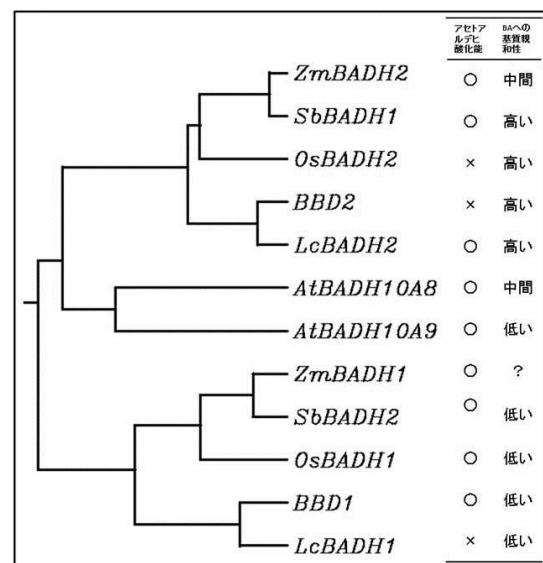 アセトア
ルデヒ
酸化能
BAへの
基質親
和性
ZmBADH2 ○ 中間
SbBADH1 ○ 高い
OsBADH2 × 高い
BBD2 × 高い
LcBADH2 ○ 高い
AtBADH10A8 ○ 中間
AtBADH10A9 ○ 低い
ZmBADH1 ○ ?
SbBADH2 ○ 低い
OsBADH1 ○ 低い
BBD1 ○ 低い
LcBADH1 × 低い